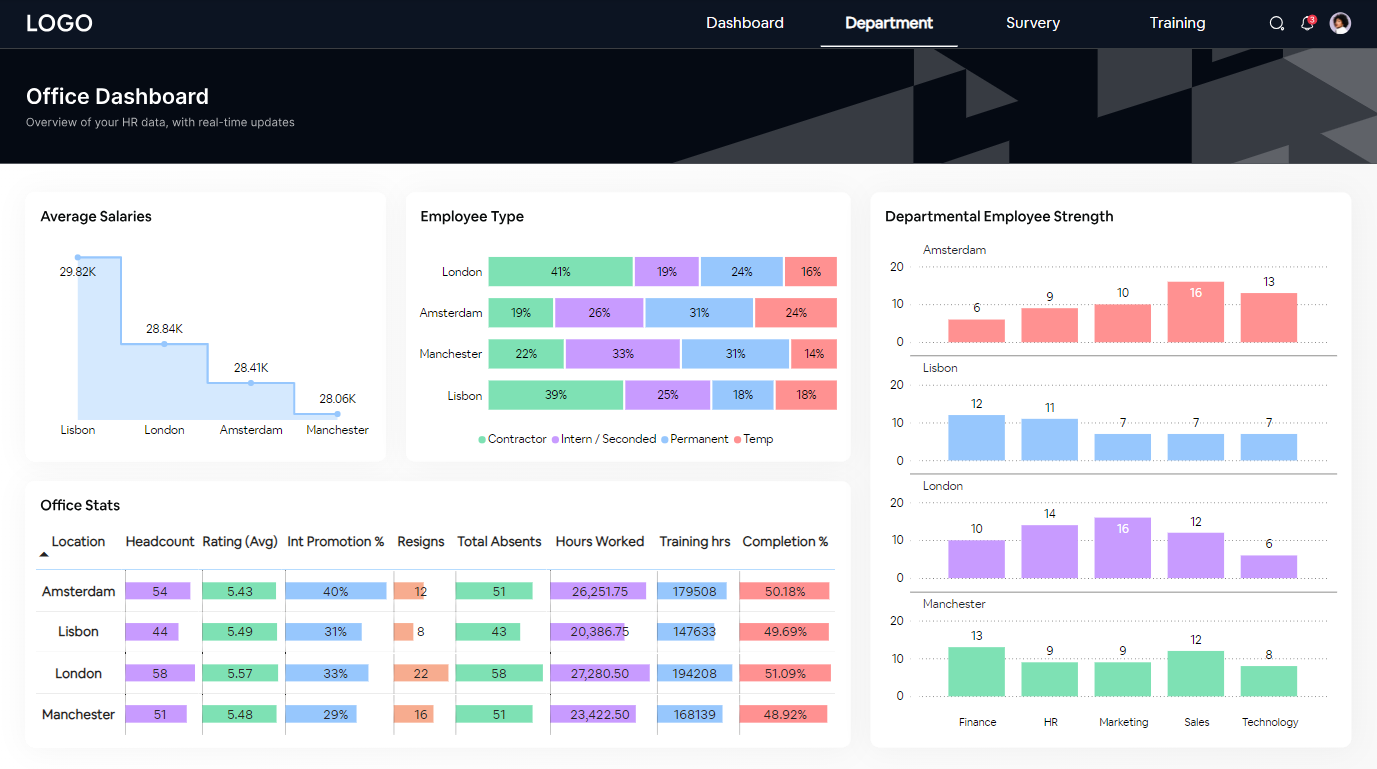 LOGO
Dashboard
Department
Survery
Training
3
Office Dashboard
Overview of your HR data, with real-time updates
Average Salaries
29.82K
28.84K
28.41K
28.06K
Lisbon London Amsterdam Manchester
Employee Type
London 41% 19% 24% 16%
Amsterdam 19% 26% 31% 24%
Manchester 22% 33% 31% 14%
Lisbon 39% 25% 18% 18%
Contractor Intern / Seconded Permanent Temp
Departmental Employee Strength
Amsterdam
20
10
0
6 9 10 16 13
Lisbon
20
10
0
12 11 7 7 7
London
20
10
0
10 14 16 12 6
Manchester
20
10
0
13 9 9 12 8
Finance HR Marketing Sales Technology
Office Stats
Location Headcount Rating (Avg) Int Promotion % Resigns Total Absents Hours Worked Training hrs Completion %
Amsterdam 54 5.43 40% 12 51 26,251.75 179508 50.18%
Lisbon 44 5.49 31% 8 43 20,386.75 147633 49.69%
London 58 5.57 33% 22 58 27,280.50 194208 51.09%
Manchester 51 5.48 29% 16 51 23,422.50 168139 48.92%